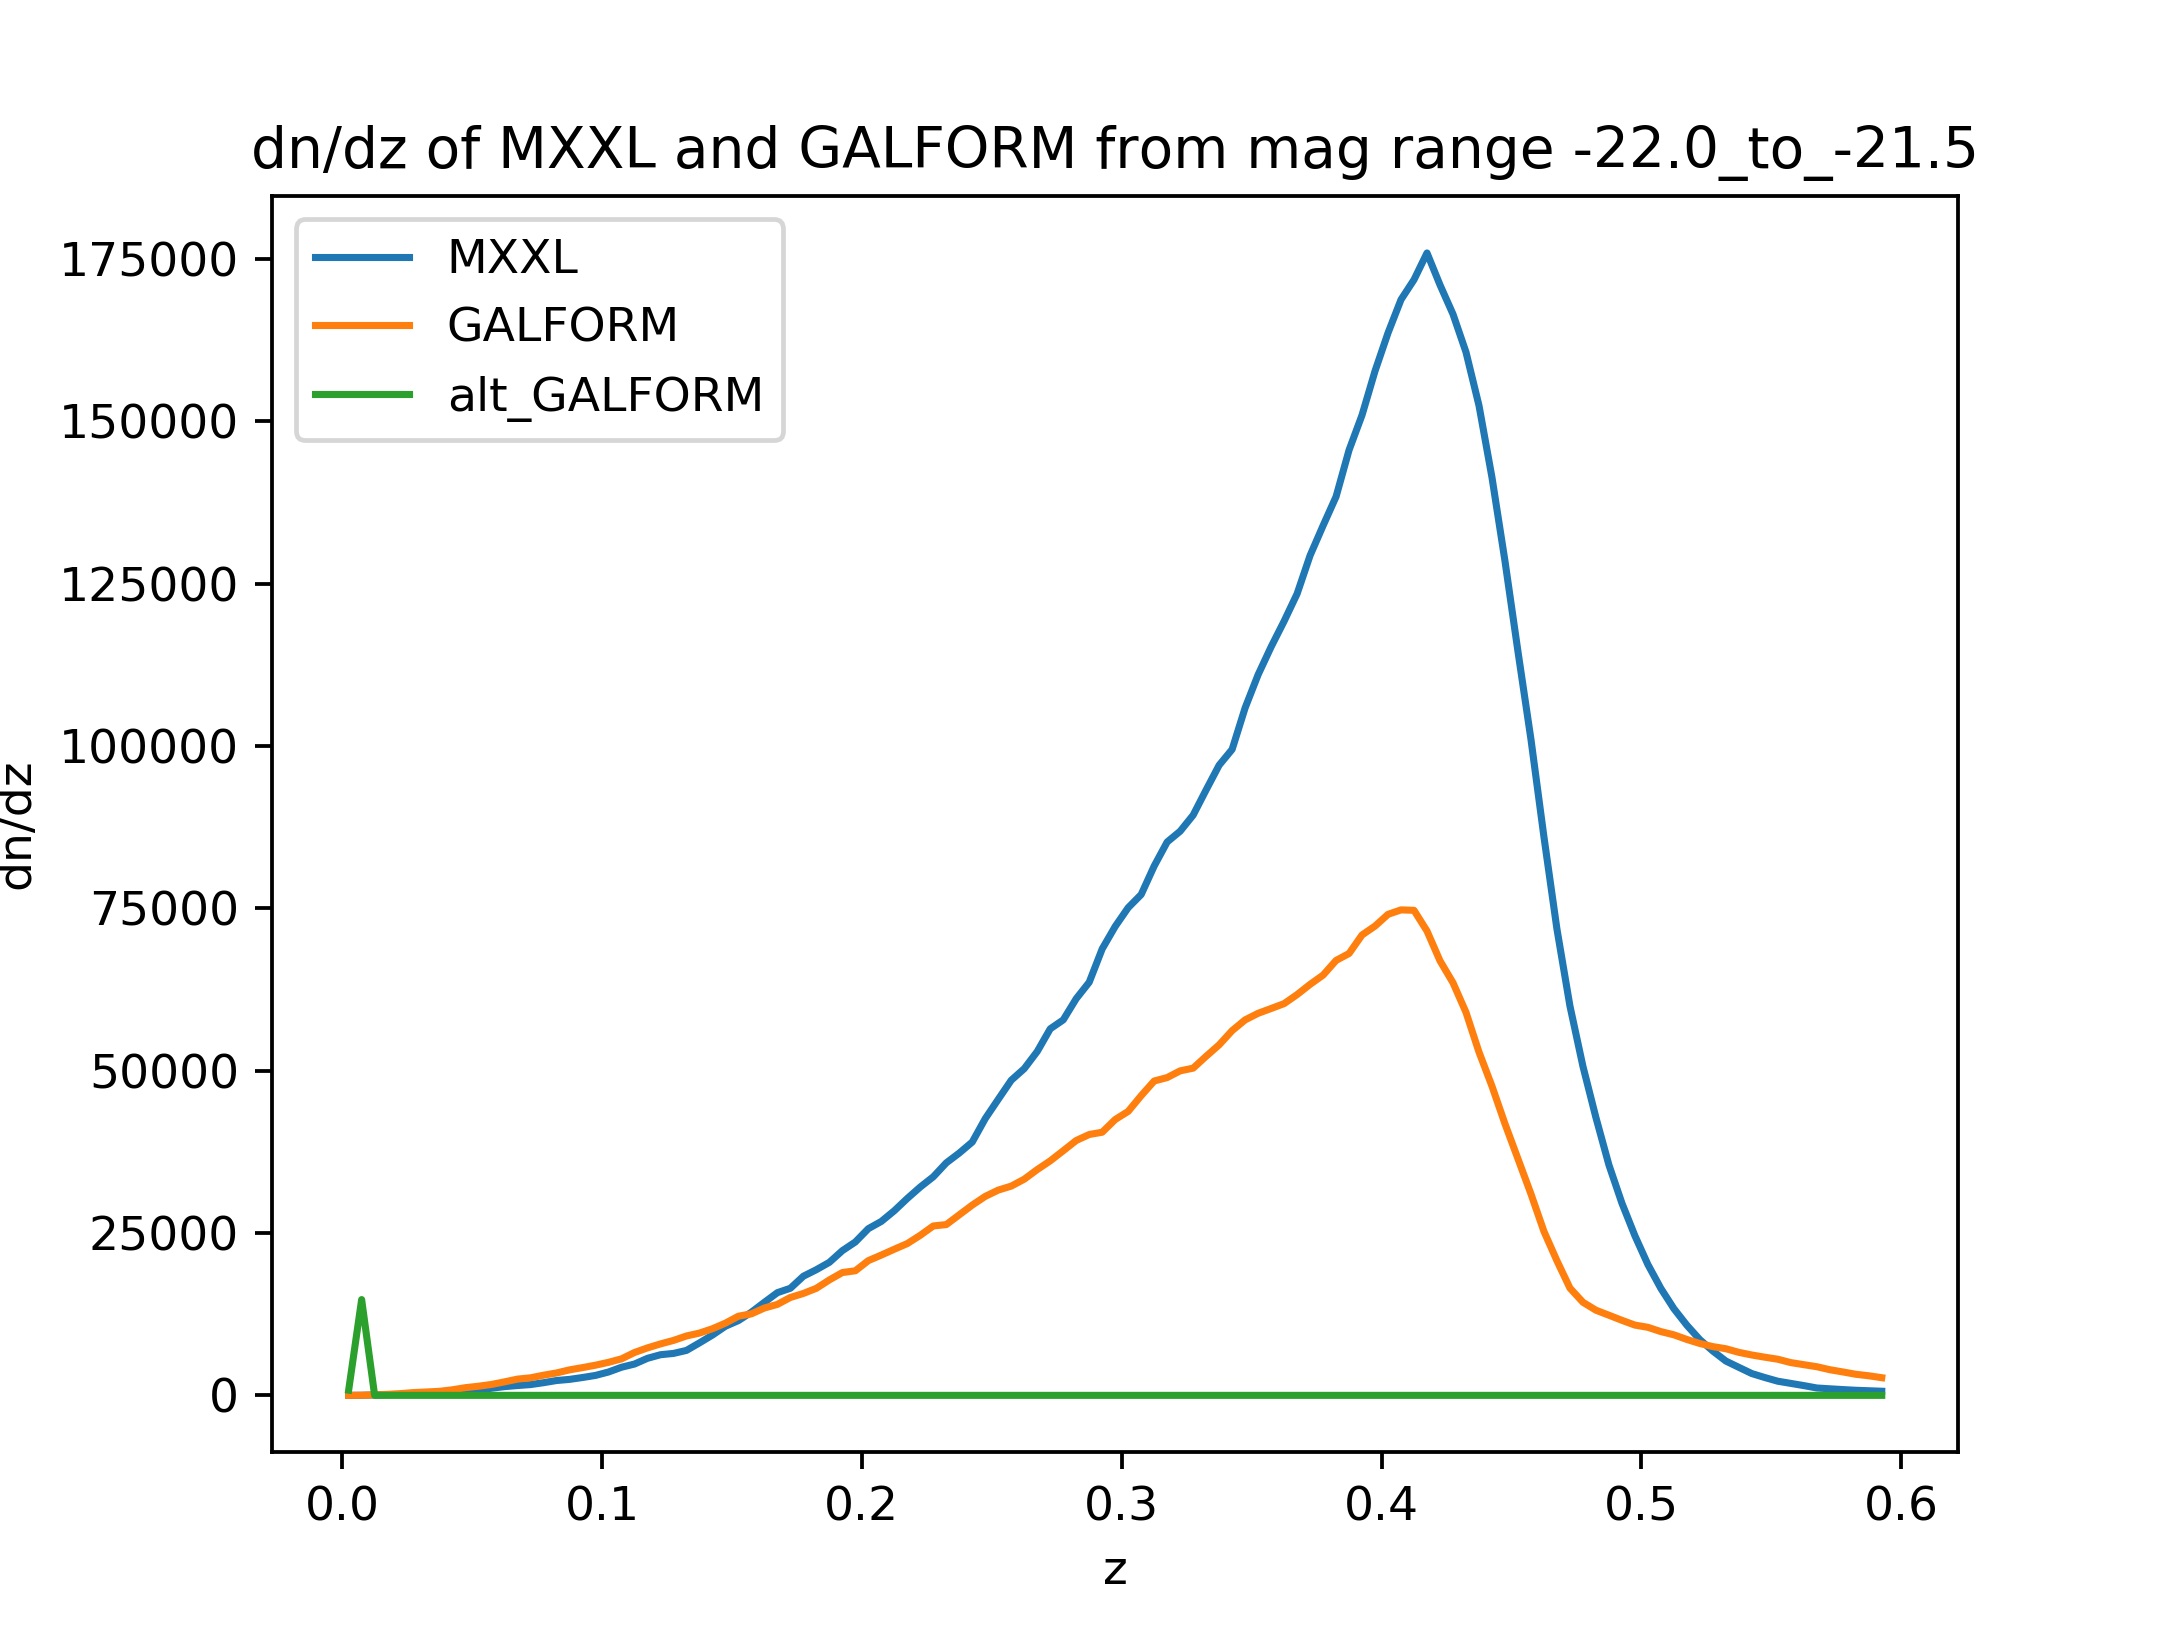 dn/dz of MXXL and GALFORM from mag range -22.0_to_-21.5
MXXL
GALFORM
alt_GALFORM
175000
150000
125000
100000
75000
50000
25000
0
dn/dz
0.0 0.1 0.2 0.3 0.4 0.5 0.6
z